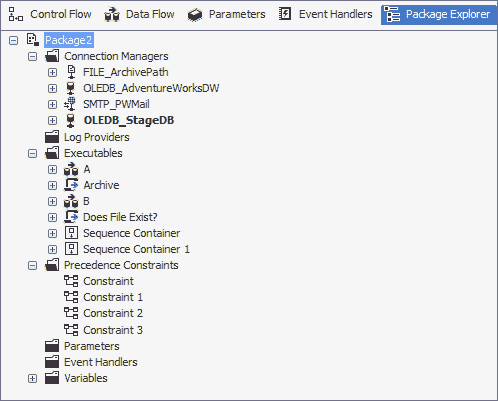 Control Flow Data Flow Parameters Event Handlers Package Explorer
Package2
Connection Managers
FILE_ArchivePath
OLEDB_AdventureWorksDW
SMTP_PWMail
OLEDB_StageDB
Log Providers
Executables
A
Archive
B
Does File Exist?
Sequence Container
Sequence Container 1
Precedence Constraints
Constraint
Constraint 1
Constraint 2
Constraint 3
Parameters
Event Handlers
Variables